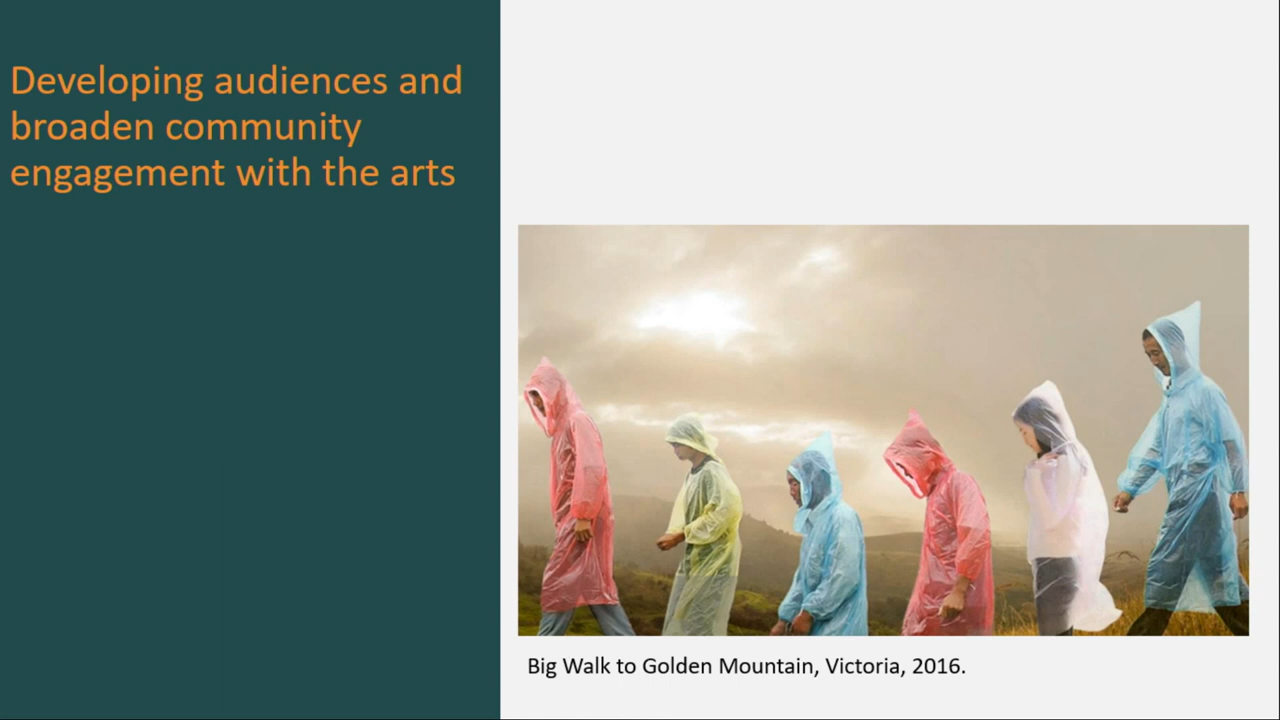 Developing audiences and
broaden community
engagement with the arts
Big Walk to Golden Mountain, Victoria, 2016.